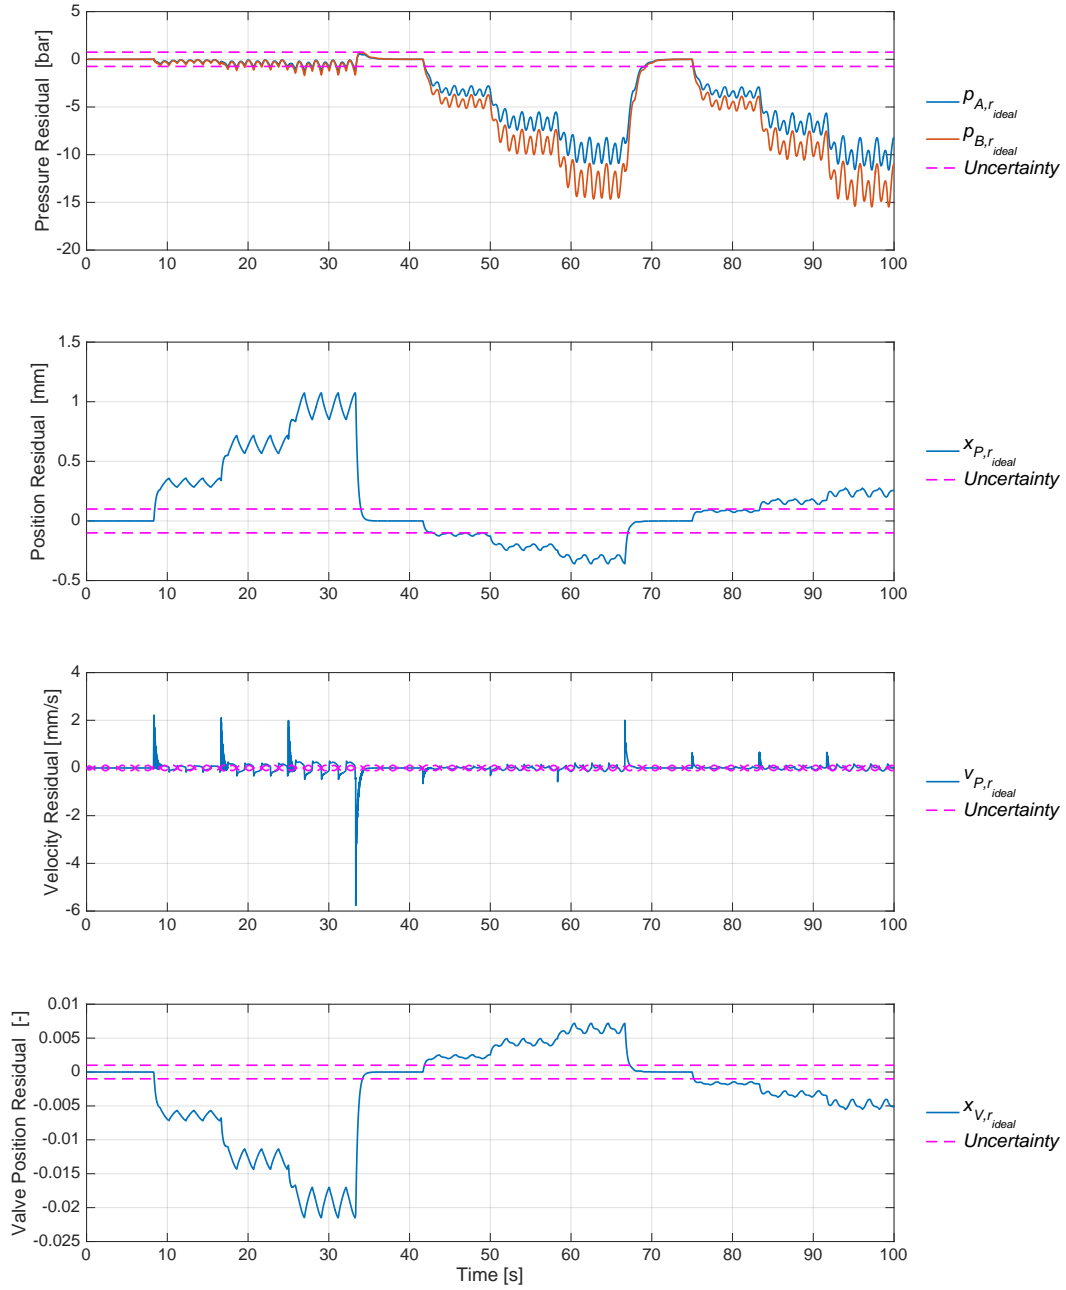 5
0
-5
-10
-15
-20
Pressure Residual [bar]
0 10 20 30 40 50 60 70 80 90 100
p_A,r_ideal
p_B,r_ideal
Uncertainty
1.5
1
0.5
0
-0.5
Position Residual [mm]
0 10 20 30 40 50 60 70 80 90 100
x_P,r_ideal
Uncertainty
4
2
0
-2
-4
-6
Velocity Residual [mm/s]
0 10 20 30 40 50 60 70 80 90 100
v_P,r_ideal
Uncertainty
0.01
0.005
0
-0.005
-0.01
-0.015
-0.02
-0.025
Valve Position Residual [-]
0 10 20 30 40 50 60 70 80 90 100
Time [s]
x_V,r_ideal
Uncertainty